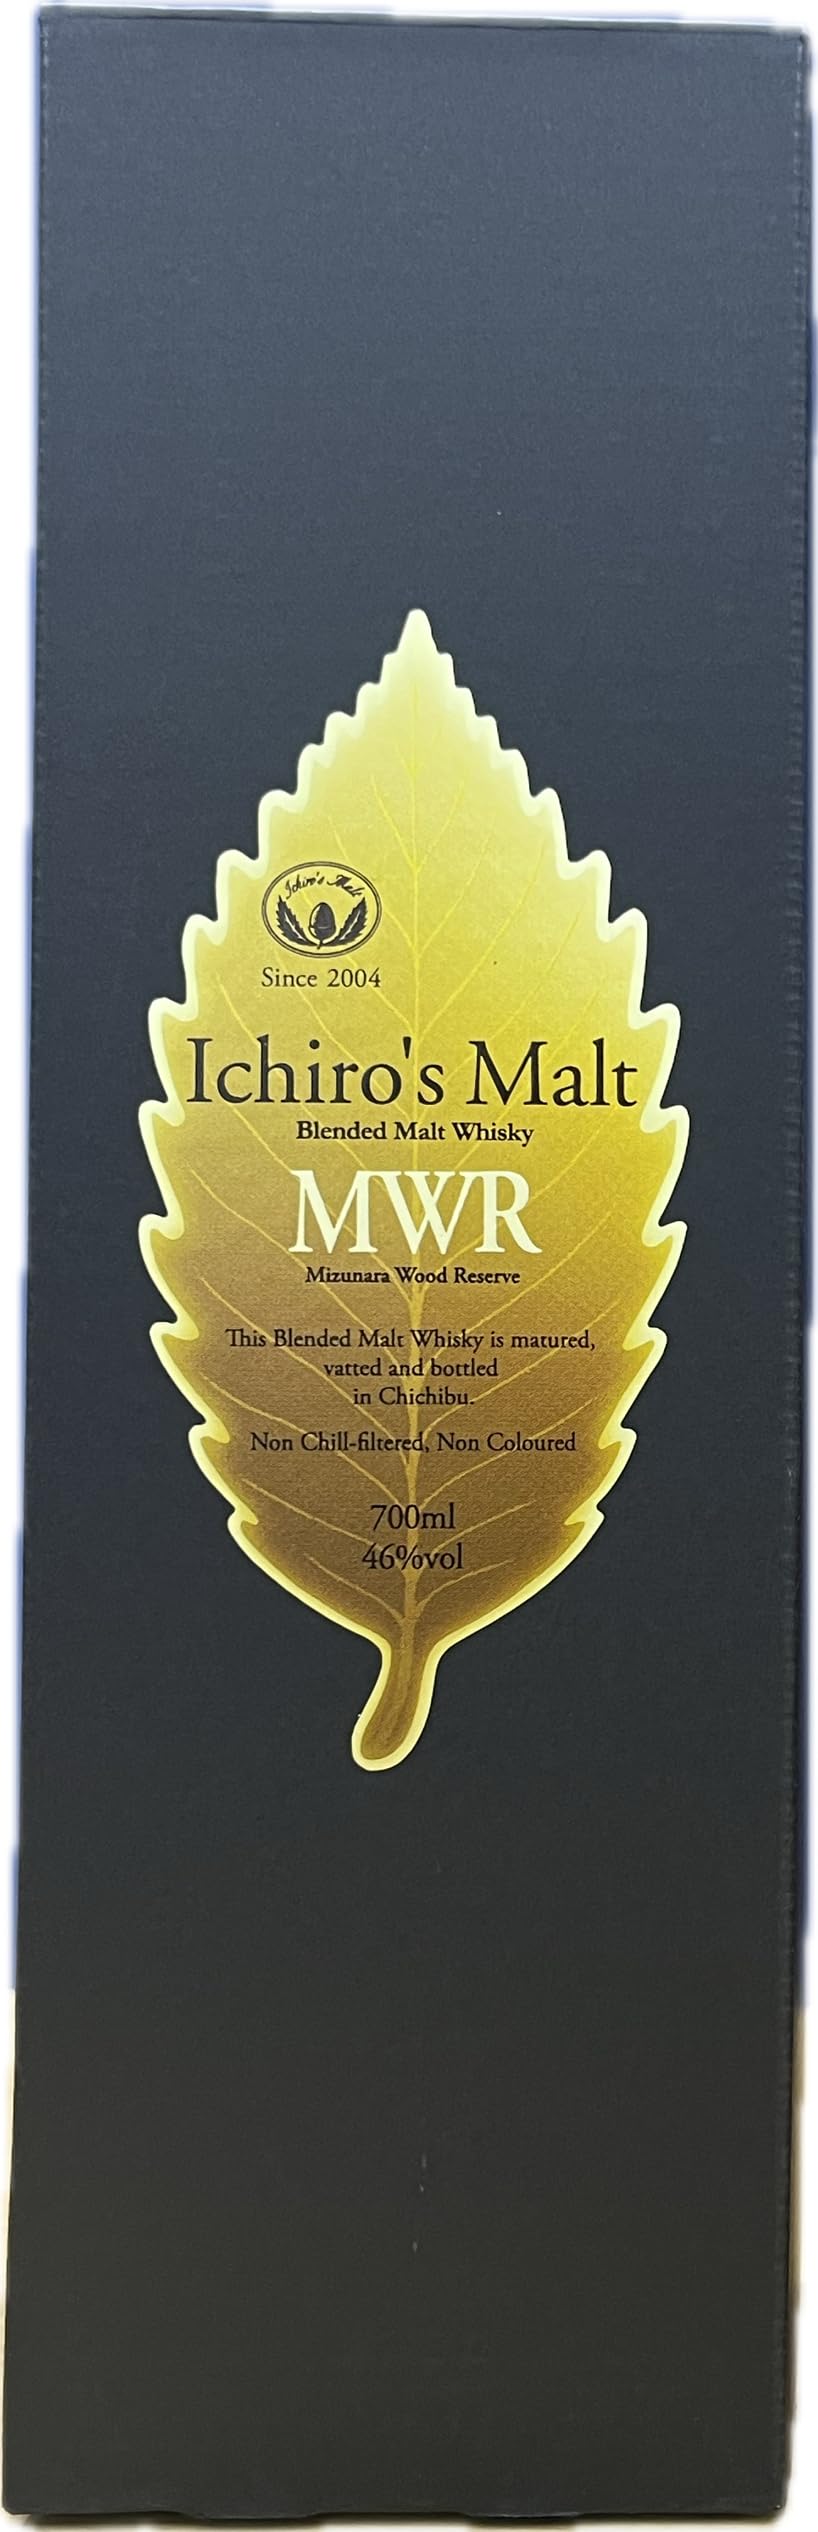 Ichiro's Malt
Since 2004
Ichiro's Malt
Blended Malt Whisky
MWR
Mizunara Wood Reserve
This Blended Malt Whisky is matured,
vatted and bottled
in Chichibu.
Non Chill-filtered, Non Coloured
700ml
46%vol